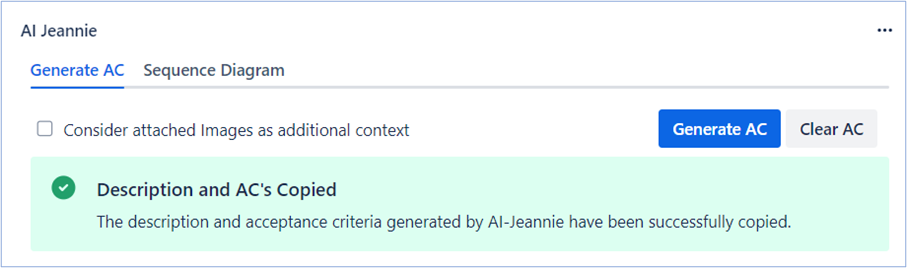 AI Jeannie
Generate AC Sequence Diagram
Consider attached Images as additional context Generate AC Clear AC
Description and AC's Copied
The description and acceptance criteria generated by AI-Jeannie have been successfully copied.